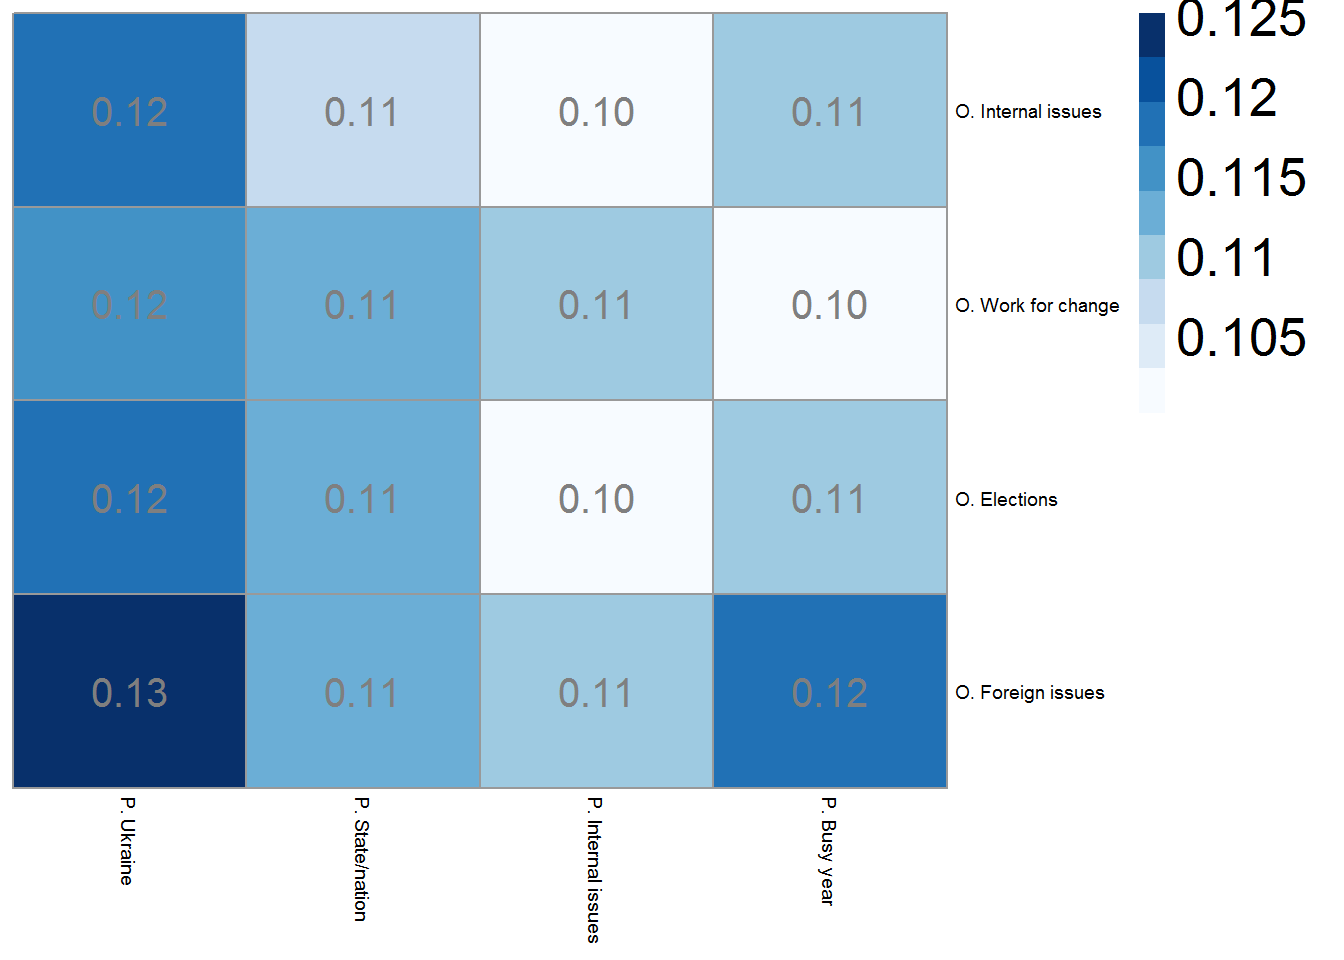 0.12 0.11 0.10 0.11 O. Internal issues
0.12 0.11 0.11 0.10 O. Work for change
0.12 0.11 0.10 0.11 O. Elections
0.13 0.11 0.11 0.12 O. Foreign issues
P. Ukraine
P. State/nation
P. Internal issues
P. Busy year
0.125
0.12
0.115
0.11
0.105